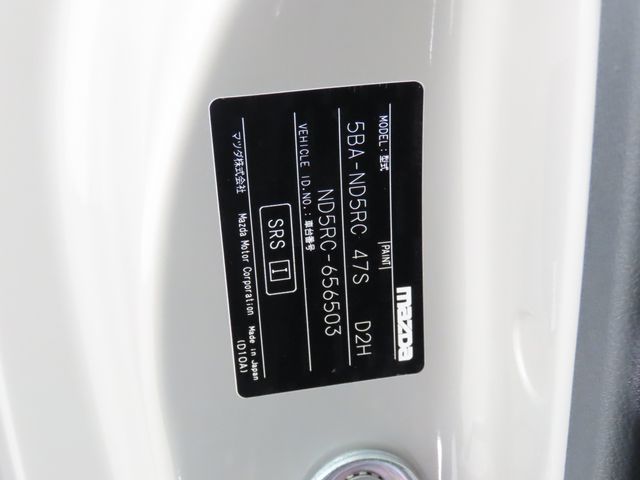 mazda
MODEL:型式 PAINT
5BA-ND5RC 47S D2H
VEHICLE ID.NO.:車台番号
ND5RC-656503
SRS I
マツダ株式会社 Mazda Motor Corporation Made in Japan
(D10A)